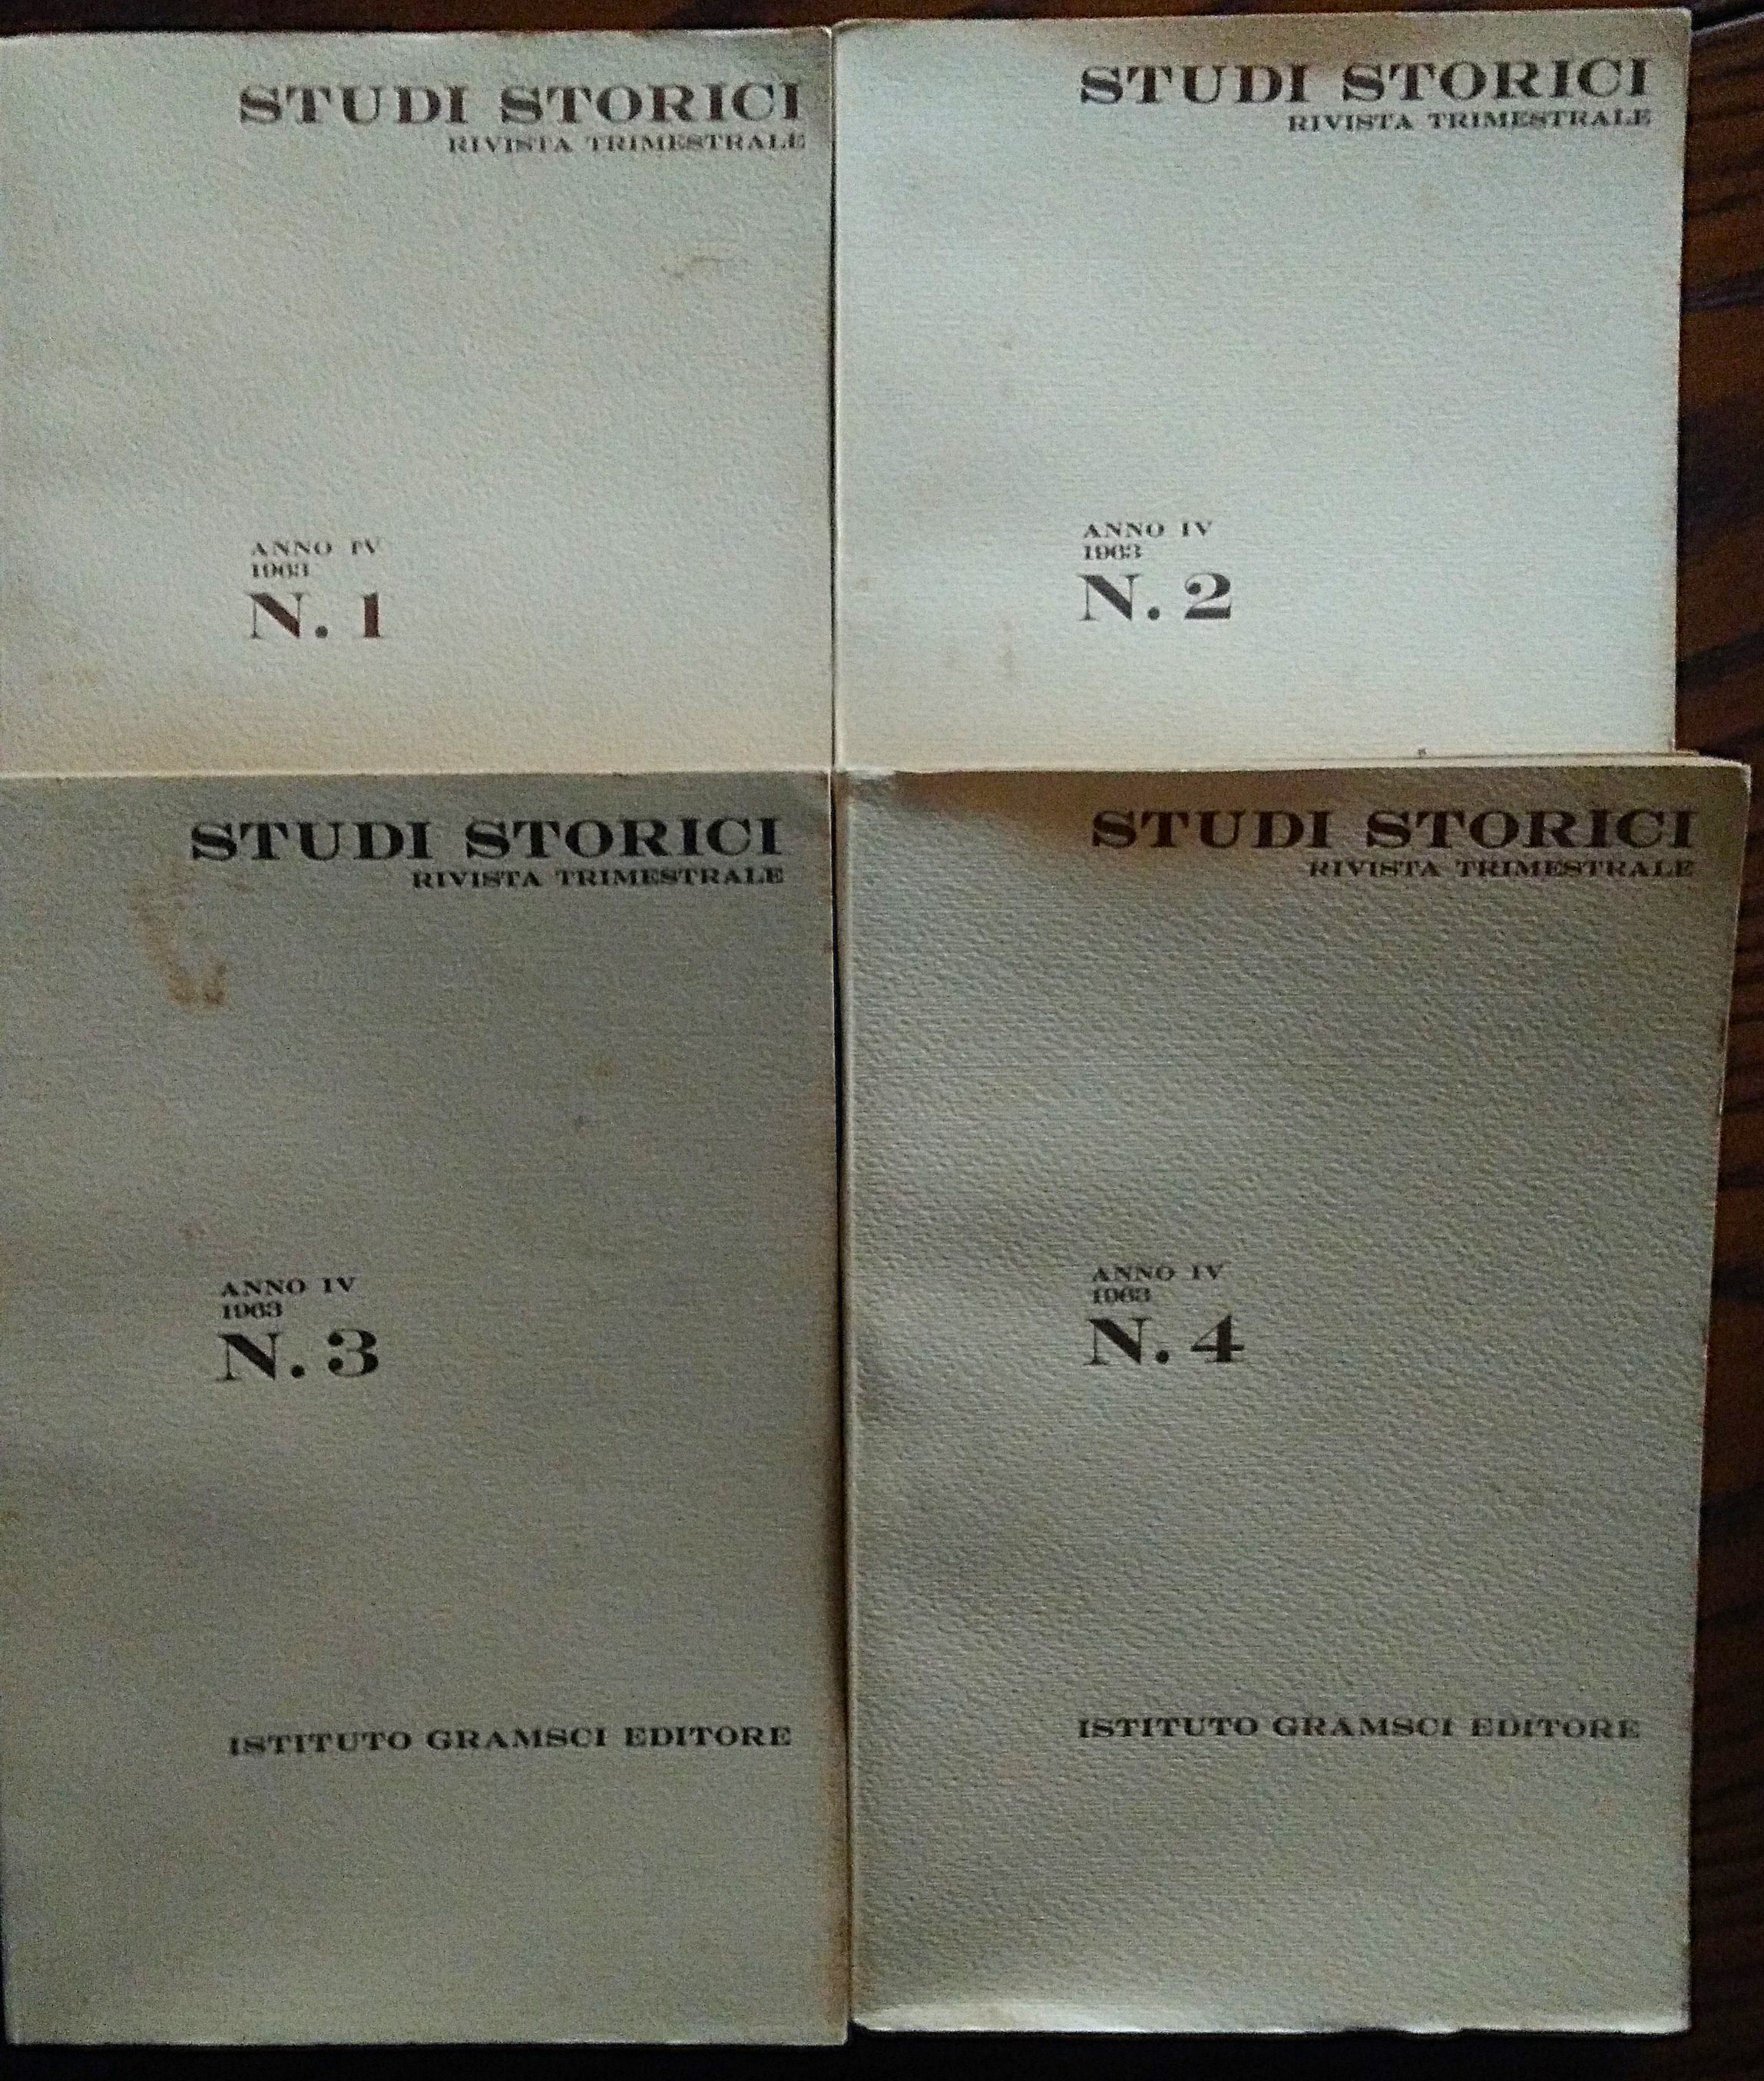 STUDI STORICI
RIVISTA TRIMESTRALE
ANNO IV
1963
N. 1
STUDI STORICI
RIVISTA TRIMESTRALE
ANNO IV
1963
N. 2
STUDI STORICI
RIVISTA TRIMESTRALE
ANNO IV
1963
N. 3
ISTITUTO GRAMSCI EDITORE
STUDI STORICI
RIVISTA TRIMESTRALE
ANNO IV
1963
N. 4
ISTITUTO GRAMSCI EDITORE